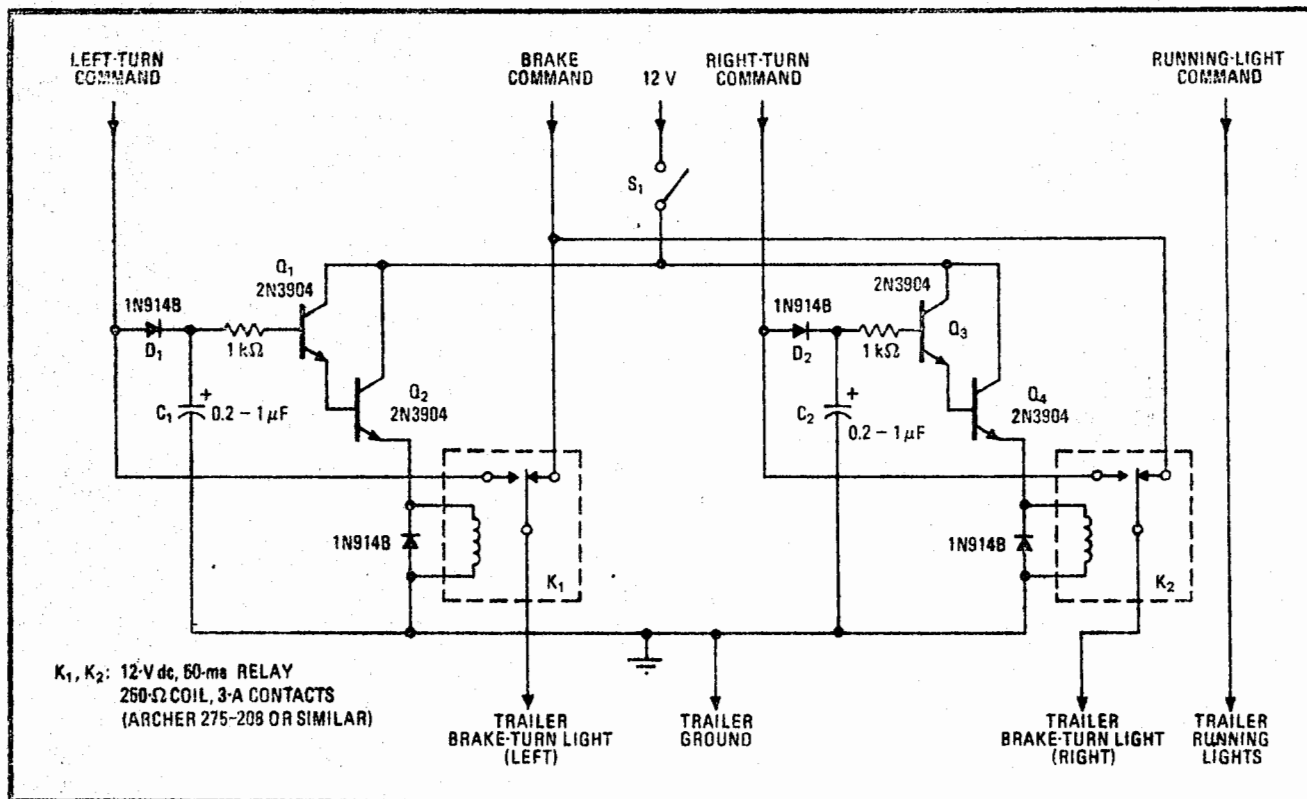 LEFT-TURN
COMMAND
BRAKE
COMMAND
12 V
RIGHT-TURN
COMMAND
RUNNING-LIGHT
COMMAND
S1
Q1
2N3904
1N914B
D1
1 kΩ
C1
+
0.2 – 1 µF
Q2
2N3904
1N914B
K1
2N3904
Q3
1N914B
D2
1 kΩ
C2
+
0.2 – 1 µF
Q4
2N3904
1N914B
K2
K1, K2: 12-V dc, 50-ma RELAY
250-Ω COIL, 3-A CONTACTS
(ARCHER 275-208 OR SIMILAR)
TRAILER
BRAKE-TURN LIGHT
(LEFT)
TRAILER
GROUND
TRAILER
BRAKE-TURN LIGHT
(RIGHT)
TRAILER
RUNNING
LIGHTS